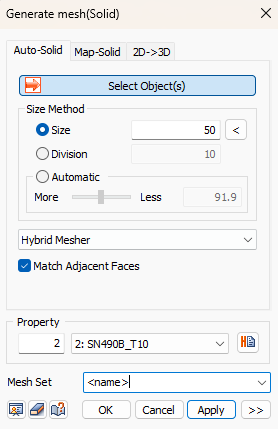 Generate mesh(Solid)
Auto-Solid Map-Solid 2D->3D
Select Object(s)
Size Method
Size 50 <
Division 10
Automatic
More Less 91.9
Hybrid Mesher
Match Adjacent Faces
Property
2 2: SN490B_T10
Mesh Set <name>
OK Cancel Apply >>